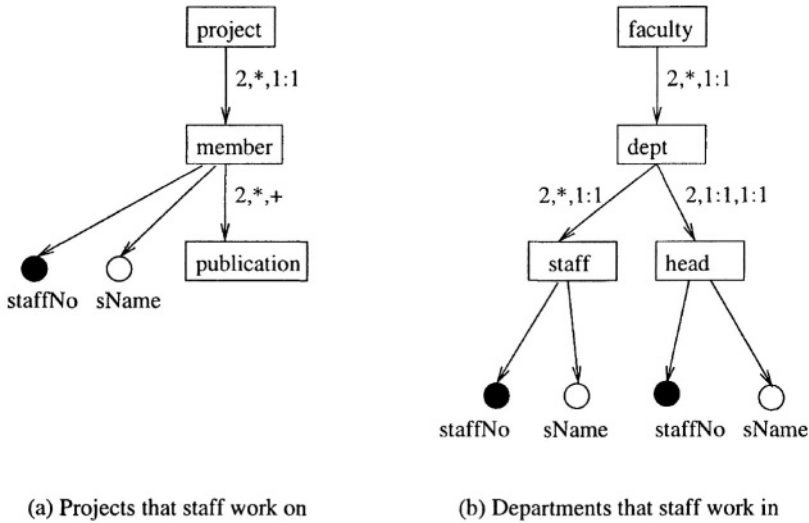 project
2,*,1:1
member
2,*,+
publication
staffNo
sName
(a) Projects that staff work on
faculty
2,*,1:1
dept
2,*,1:1
2,1:1,1:1
staff
head
staffNo
sName
staffNo
sName
(b) Departments that staff work in